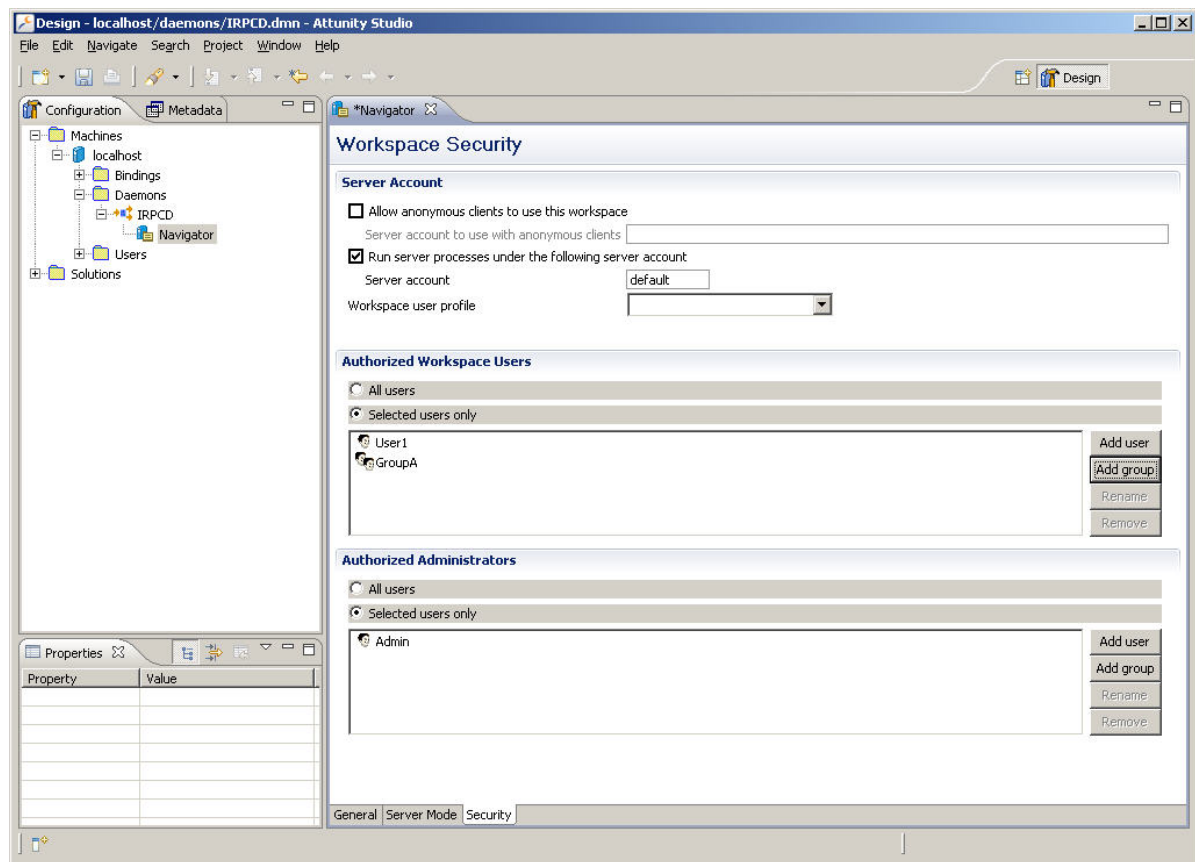 Design - localhost/daemons/IRPCD.dmn - Attunity Studio
File Edit Navigate Search Project Window Help
Design
Configuration Metadata
Machines
localhost
Bindings
Daemons
IRPCD
Navigator
Users
Solutions
*Navigator
Workspace Security
Server Account
Allow anonymous clients to use this workspace
Server account to use with anonymous clients
Run server processes under the following server account
Server account default
Workspace user profile
Authorized Workspace Users
All users
Selected users only
User1
GroupA
Add user
Add group
Rename
Remove
Authorized Administrators
All users
Selected users only
Admin
Add user
Add group
Rename
Remove
Properties
Property Value
General Server Mode Security